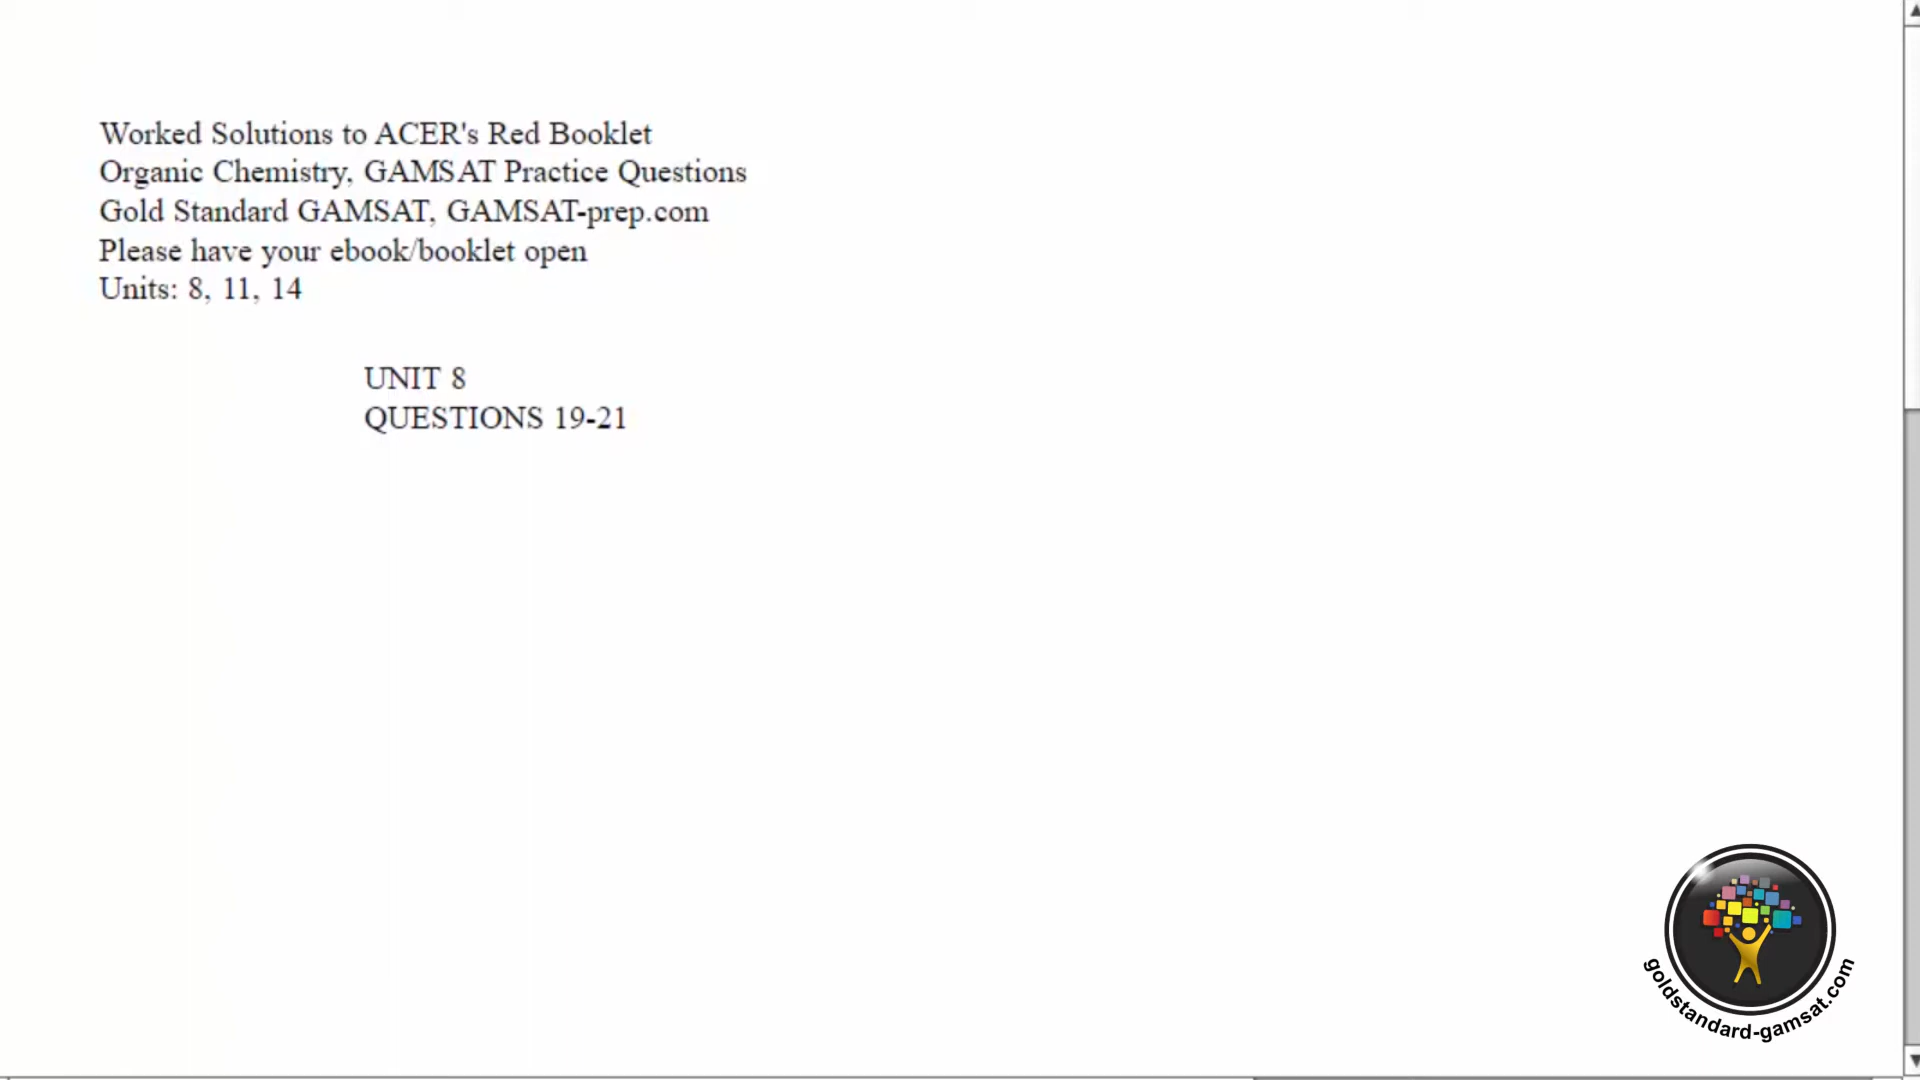 Worked Solutions to ACER's Red Booklet
Organic Chemistry, GAMSAT Practice Questions
Gold Standard GAMSAT, GAMSAT-prep.com
Please have your ebook/booklet open
Units: 8, 11, 14
UNIT 8
QUESTIONS 19-21
goldstandard-gamsat.com